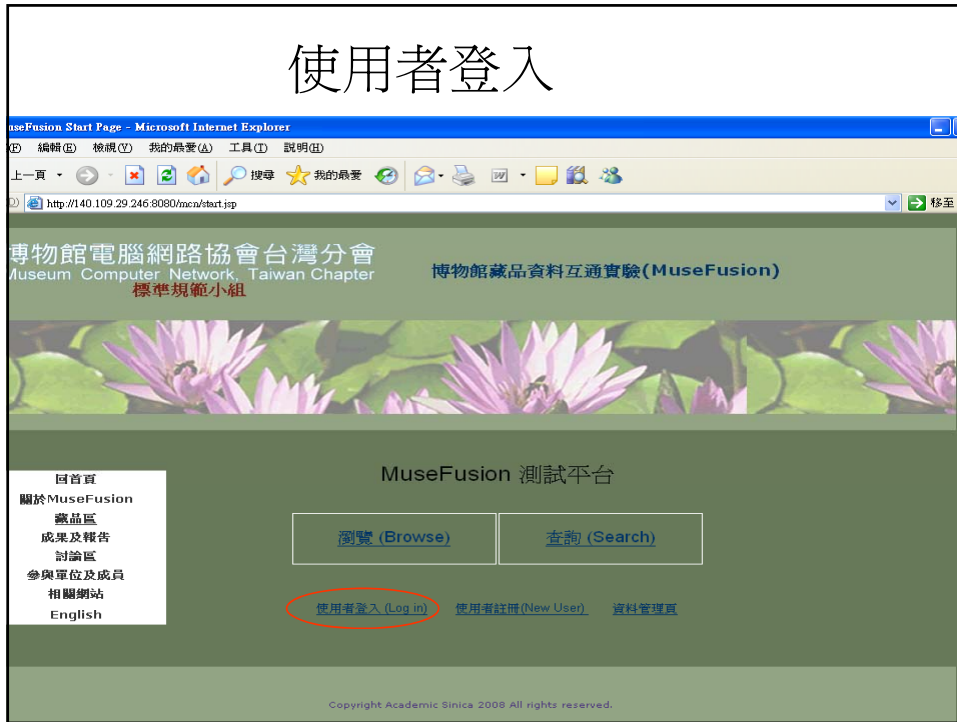 使用者登入
useFusion Start Page - Microsoft Internet Explorer
編輯(E) 檢視(V) 我的最愛(A) 工具(T) 說明(H)
上一頁 搜尋 我的最愛
http://140.109.29.246:8080/mcn/start.jsp 移至
博物館電腦網路協會台灣分會
Museum Computer Network, Taiwan Chapter
標準規範小組
博物館藏品資料互通實驗(MuseFusion)
回首頁
關於MuseFusion
藏品區
成果及報告
討論區
參與單位及成員
相關網站
English
MuseFusion 測試平台
瀏覽 (Browse) 查詢 (Search)
使用者登入 (Log in) 使用者註冊(New User) 資料管理頁
Copyright Academic Sinica 2008 All rights reserved.